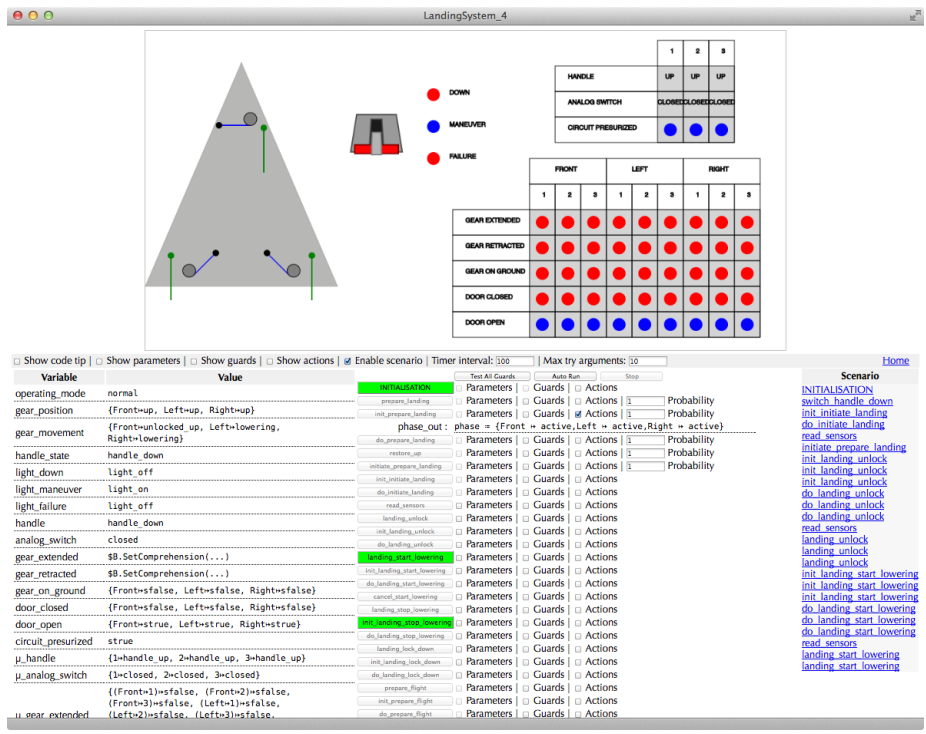 LandingSystem_4
1 2 3
HANDLE UP UP UP
ANALOG SWITCH CLOSED CLOSED CLOSED
CIRCUIT PRESURIZED
DOWN
MANEUVER
FAILURE
FRONT LEFT RIGHT
1 2 3 1 2 3 1 2 3
GEAR EXTENDED
GEAR RETRACTED
GEAR ON GROUND
DOOR CLOSED
DOOR OPEN
Show code tip | Show parameters | Show guards | Show actions | Enable scenario | Timer interval: 100 | Max try arguments: 10 Home
Variable Value
operating_mode normal
gear_position {Front↦up, Left↦up, Right↦up}
gear_movement {Front↦unlocked_up, Left↦lowering,
Right↦lowering}
handle_state handle_down
light_down light_off
light_maneuver light_on
light_failure light_off
handle handle_down
analog_switch closed
gear_extended $B.SetComprehension(...)
gear_retracted $B.SetComprehension(...)
gear_on_ground {Front↦sfalse, Left↦sfalse, Right↦sfalse}
door_closed {Front↦sfalse, Left↦sfalse, Right↦sfalse}
door_open {Front↦strue, Left↦strue, Right↦strue}
circuit_presurized strue
μ_handle {1↦handle_up, 2↦handle_up, 3↦handle_up}
μ_analog_switch {1↦closed, 2↦closed, 3↦closed}
{(Front↦1)↦sfalse, (Front↦2)↦sfalse,
(Front↦3)↦sfalse, (Left↦1)↦sfalse,
μ_gear_extended (Left↦2)↦sfalse, (Left↦3)↦sfalse,
Test All Guards Auto Run Stop
INITIALISATION Parameters | Guards | Actions
prepare_landing Parameters | Guards | Actions | 1 Probability
init_prepare_landing Parameters | Guards | Actions | 1 Probability
phase_out : phase ≔ {Front ↦ active,Left ↦ active,Right ↦ active}
do_prepare_landing Parameters | Guards | Actions | 1 Probability
restore_up Parameters | Guards | Actions | 1 Probability
initiate_prepare_landing Parameters | Guards | Actions | 1 Probability
init_initiate_landing Parameters | Guards | Actions
do_initiate_landing Parameters | Guards | Actions
read_sensors Parameters | Guards | Actions
landing_unlock Parameters | Guards | Actions
init_landing_unlock Parameters | Guards | Actions
do_landing_unlock Parameters | Guards | Actions
landing_start_lowering Parameters | Guards | Actions
init_landing_start_lowering Parameters | Guards | Actions
do_landing_start_lowering Parameters | Guards | Actions
cancel_start_lowering Parameters | Guards | Actions
landing_stop_lowering Parameters | Guards | Actions
init_landing_stop_lowering Parameters | Guards | Actions
do_landing_stop_lowering Parameters | Guards | Actions
landing_lock_down Parameters | Guards | Actions
init_landing_lock_down Parameters | Guards | Actions
do_landing_lock_down Parameters | Guards | Actions
prepare_flight Parameters | Guards | Actions
init_prepare_flight Parameters | Guards | Actions
do_prepare_flight Parameters | Guards | Actions
Scenario
INITIALISATION
switch_handle_down
init_initiate_landing
do_initiate_landing
read_sensors
initiate_prepare_landing
init_landing_unlock
init_landing_unlock
init_landing_unlock
do_landing_unlock
do_landing_unlock
do_landing_unlock
read_sensors
landing_unlock
landing_unlock
landing_unlock
init_landing_start_lowering
init_landing_start_lowering
init_landing_start_lowering
do_landing_start_lowering
do_landing_start_lowering
do_landing_start_lowering
read_sensors
landing_start_lowering
landing_start_lowering